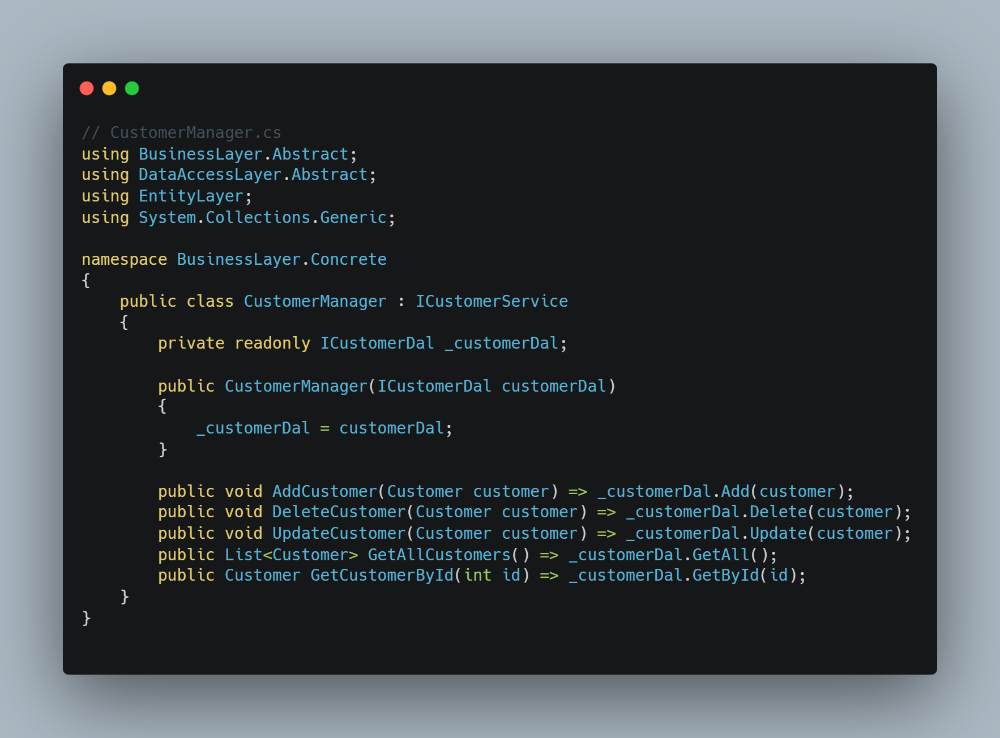 // CustomerManager.cs
using BusinessLayer.Abstract;
using DataAccessLayer.Abstract;
using EntityLayer;
using System.Collections.Generic;

namespace BusinessLayer.Concrete
{
    public class CustomerManager : ICustomerService
    {
        private readonly ICustomerDal _customerDal;

        public CustomerManager(ICustomerDal customerDal)
        {
            _customerDal = customerDal;
        }

        public void AddCustomer(Customer customer) => _customerDal.Add(customer);
        public void DeleteCustomer(Customer customer) => _customerDal.Delete(customer);
        public void UpdateCustomer(Customer customer) => _customerDal.Update(customer);
        public List<Customer> GetAllCustomers() => _customerDal.GetAll();
        public Customer GetCustomerById(int id) => _customerDal.GetById(id);
    }
}